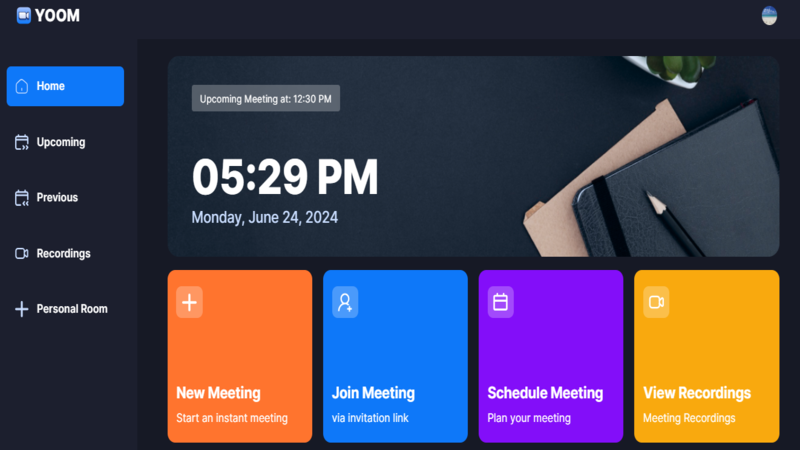 YOOM
Home
Upcoming
Previous
Recordings
Personal Room
Upcoming Meeting at: 12:30 PM
05:29 PM
Monday, June 24, 2024
New Meeting
Start an instant meeting
Join Meeting
via invitation link
Schedule Meeting
Plan your meeting
View Recordings
Meeting Recordings